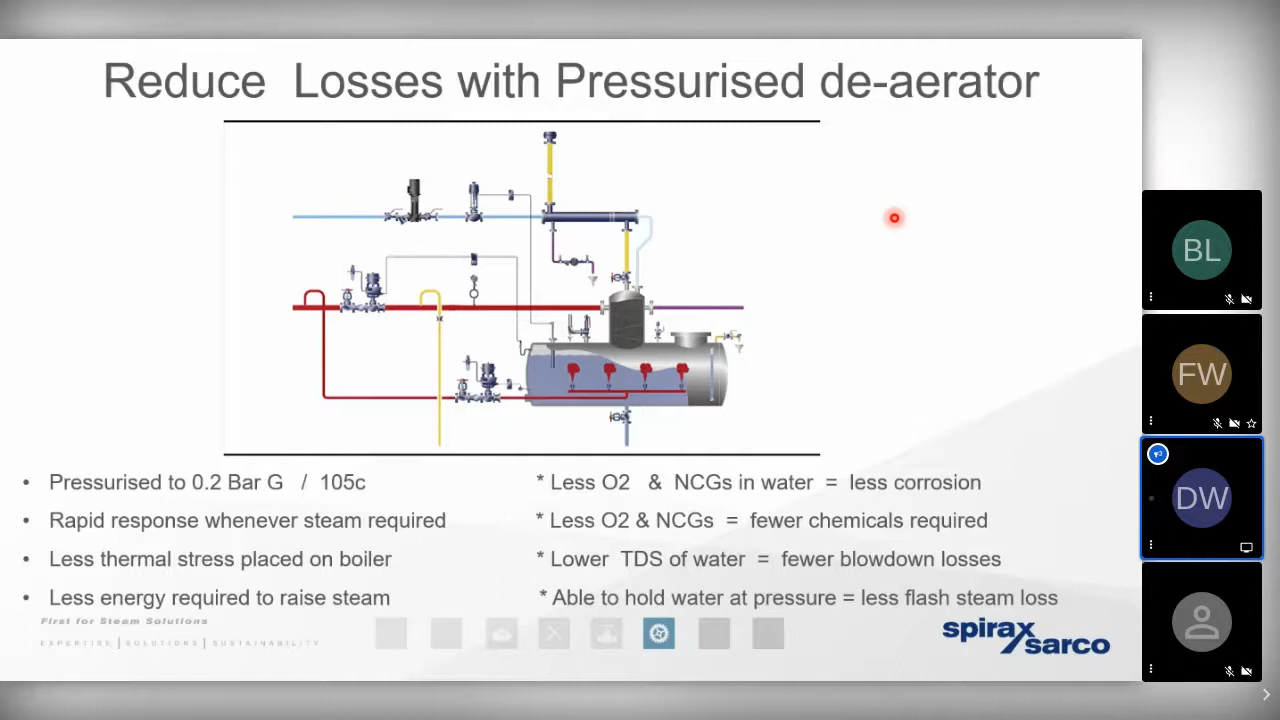 Reduce Losses with Pressurised de-aerator
• Pressurised to 0.2 Bar G / 105c
• Rapid response whenever steam required
• Less thermal stress placed on boiler
• Less energy required to raise steam
* Less O2 & NCGs in water = less corrosion
* Less O2 & NCGs = fewer chemicals required
* Lower TDS of water = fewer blowdown losses
* Able to hold water at pressure = less flash steam loss
First for Steam Solutions
EXPERTISE | SOLUTIONS | SUSTAINABILITY
spirax
sarco
BL
FW
DW